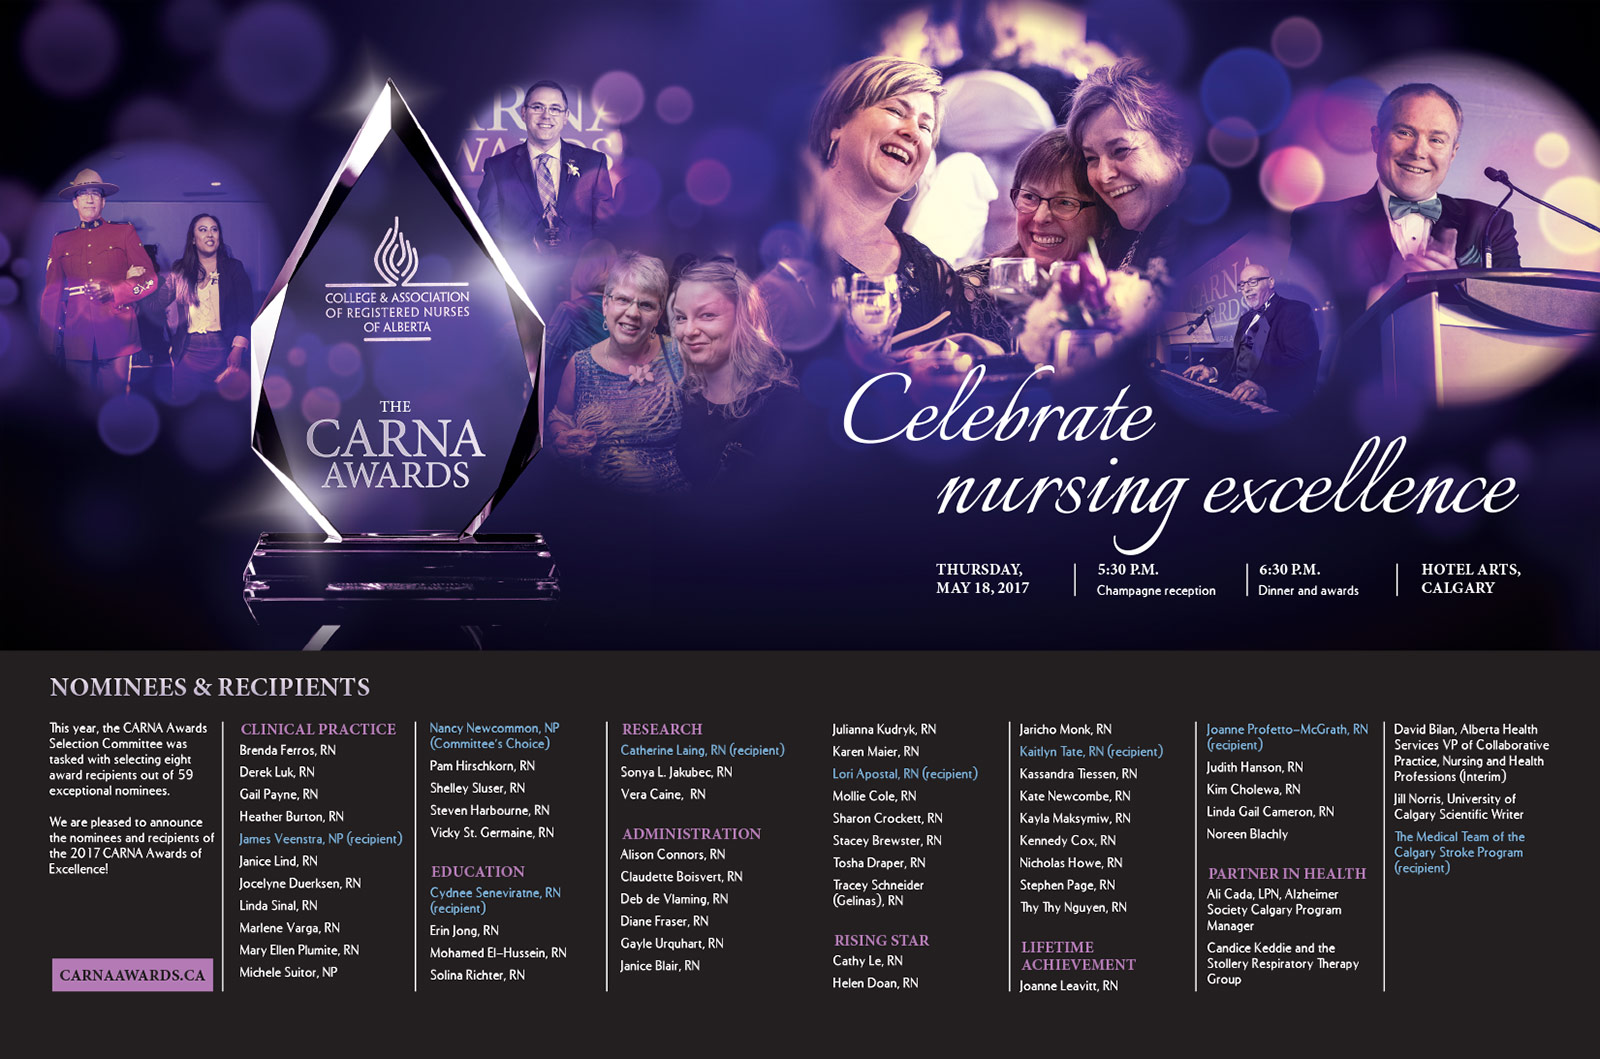 COLLEGE & ASSOCIATION
OF REGISTERED NURSES
OF ALBERTA
THE
CARNA
AWARDS
Celebrate
nursing excellence
THURSDAY,
MAY 18, 2017
5:30 P.M.
Champagne reception
6:30 P.M.
Dinner and awards
HOTEL ARTS,
CALGARY
NOMINEES & RECIPIENTS
This year, the CARNA Awards
Selection Committee was
tasked with selecting eight
award recipients out of 59
exceptional nominees.
We are pleased to announce
the nominees and recipients of
the 2017 CARNA Awards of
Excellence!
CARNAAWARDS.CA
CLINICAL PRACTICE
Brenda Ferros, RN
Derek Luk, RN
Gail Payne, RN
Heather Burton, RN
James Veenstra, NP (recipient)
Janice Lind, RN
Jocelyne Duerksen, RN
Linda Sinal, RN
Marlene Varga, RN
Mary Ellen Plumite, RN
Michele Suitor, NP
Nancy Newcommon, NP
(Committee's Choice)
Pam Hirschkorn, RN
Shelley Sluser, RN
Steven Harbourne, RN
Vicky St. Germaine, RN
EDUCATION
Cydnee Seneviratne, RN
(recipient)
Erin Jong, RN
Mohamed El-Hussein, RN
Solina Richter, RN
RESEARCH
Catherine Laing, RN (recipient)
Sonya L. Jakubec, RN
Vera Caine, RN
ADMINISTRATION
Alison Connors, RN
Claudette Boisvert, RN
Deb de Vlaming, RN
Diane Fraser, RN
Gayle Urquhart, RN
Janice Blair, RN
Julianna Kudryk, RN
Karen Maier, RN
Lori Apostal, RN (recipient)
Mollie Cole, RN
Sharon Crockett, RN
Stacey Brewster, RN
Tosha Draper, RN
Tracey Schneider
(Gelinas), RN
RISING STAR
Cathy Le, RN
Helen Doan, RN
Jaricho Monk, RN
Kaitlyn Tate, RN (recipient)
Kassandra Tiessen, RN
Kate Newcombe, RN
Kayla Maksymiw, RN
Kennedy Cox, RN
Nicholas Howe, RN
Stephen Page, RN
Thy Thy Nguyen, RN
LIFETIME
ACHIEVEMENT
Joanne Leavitt, RN
Joanne Profetto-McGrath, RN
(recipient)
Judith Hanson, RN
Kim Cholewa, RN
Linda Gail Cameron, RN
Noreen Blachly
PARTNER IN HEALTH
Ali Cada, LPN, Alzheimer
Society Calgary Program
Manager
Candice Keddie and the
Stollery Respiratory Therapy
Group
David Bilan, Alberta Health
Services VP of Collaborative
Practice, Nursing and Health
Professions (Interim)
Jill Norris, University of
Calgary Scientific Writer
The Medical Team of the
Calgary Stroke Program
(recipient)